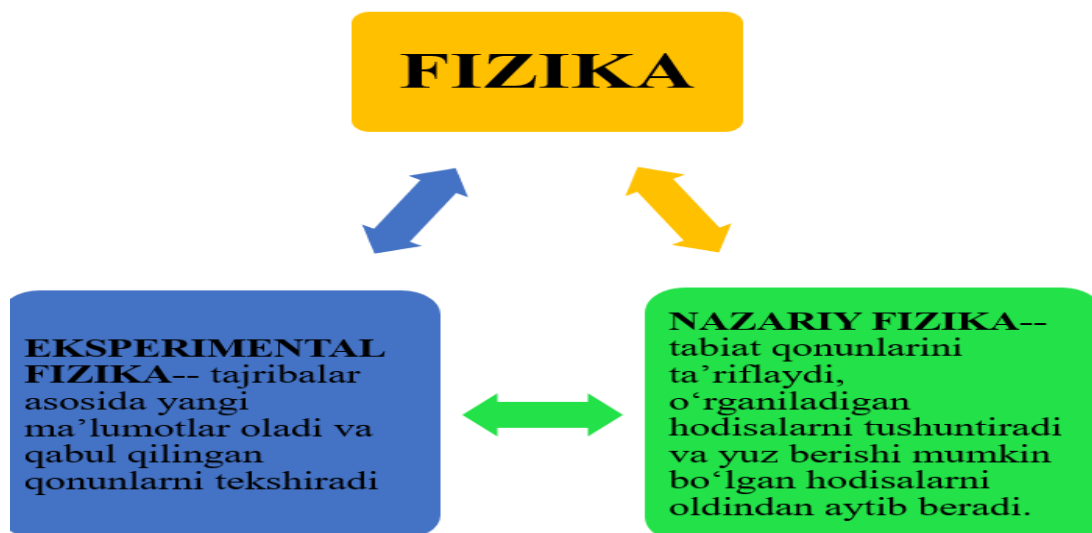 FIZIKA
EKSPERIMENTAL
FIZIKA-- tajribalar
asosida yangi
ma’lumotlar oladi va
qabul qilingan
qonunlarni tekshiradi
NAZARIY FIZIKA--
tabiat qonunlarini
ta’riflaydi,
o‘rganiladigan
hodisalarni tushuntiradi
va yuz berishi mumkin
bo‘lgan hodisalarni
oldindan aytib beradi.